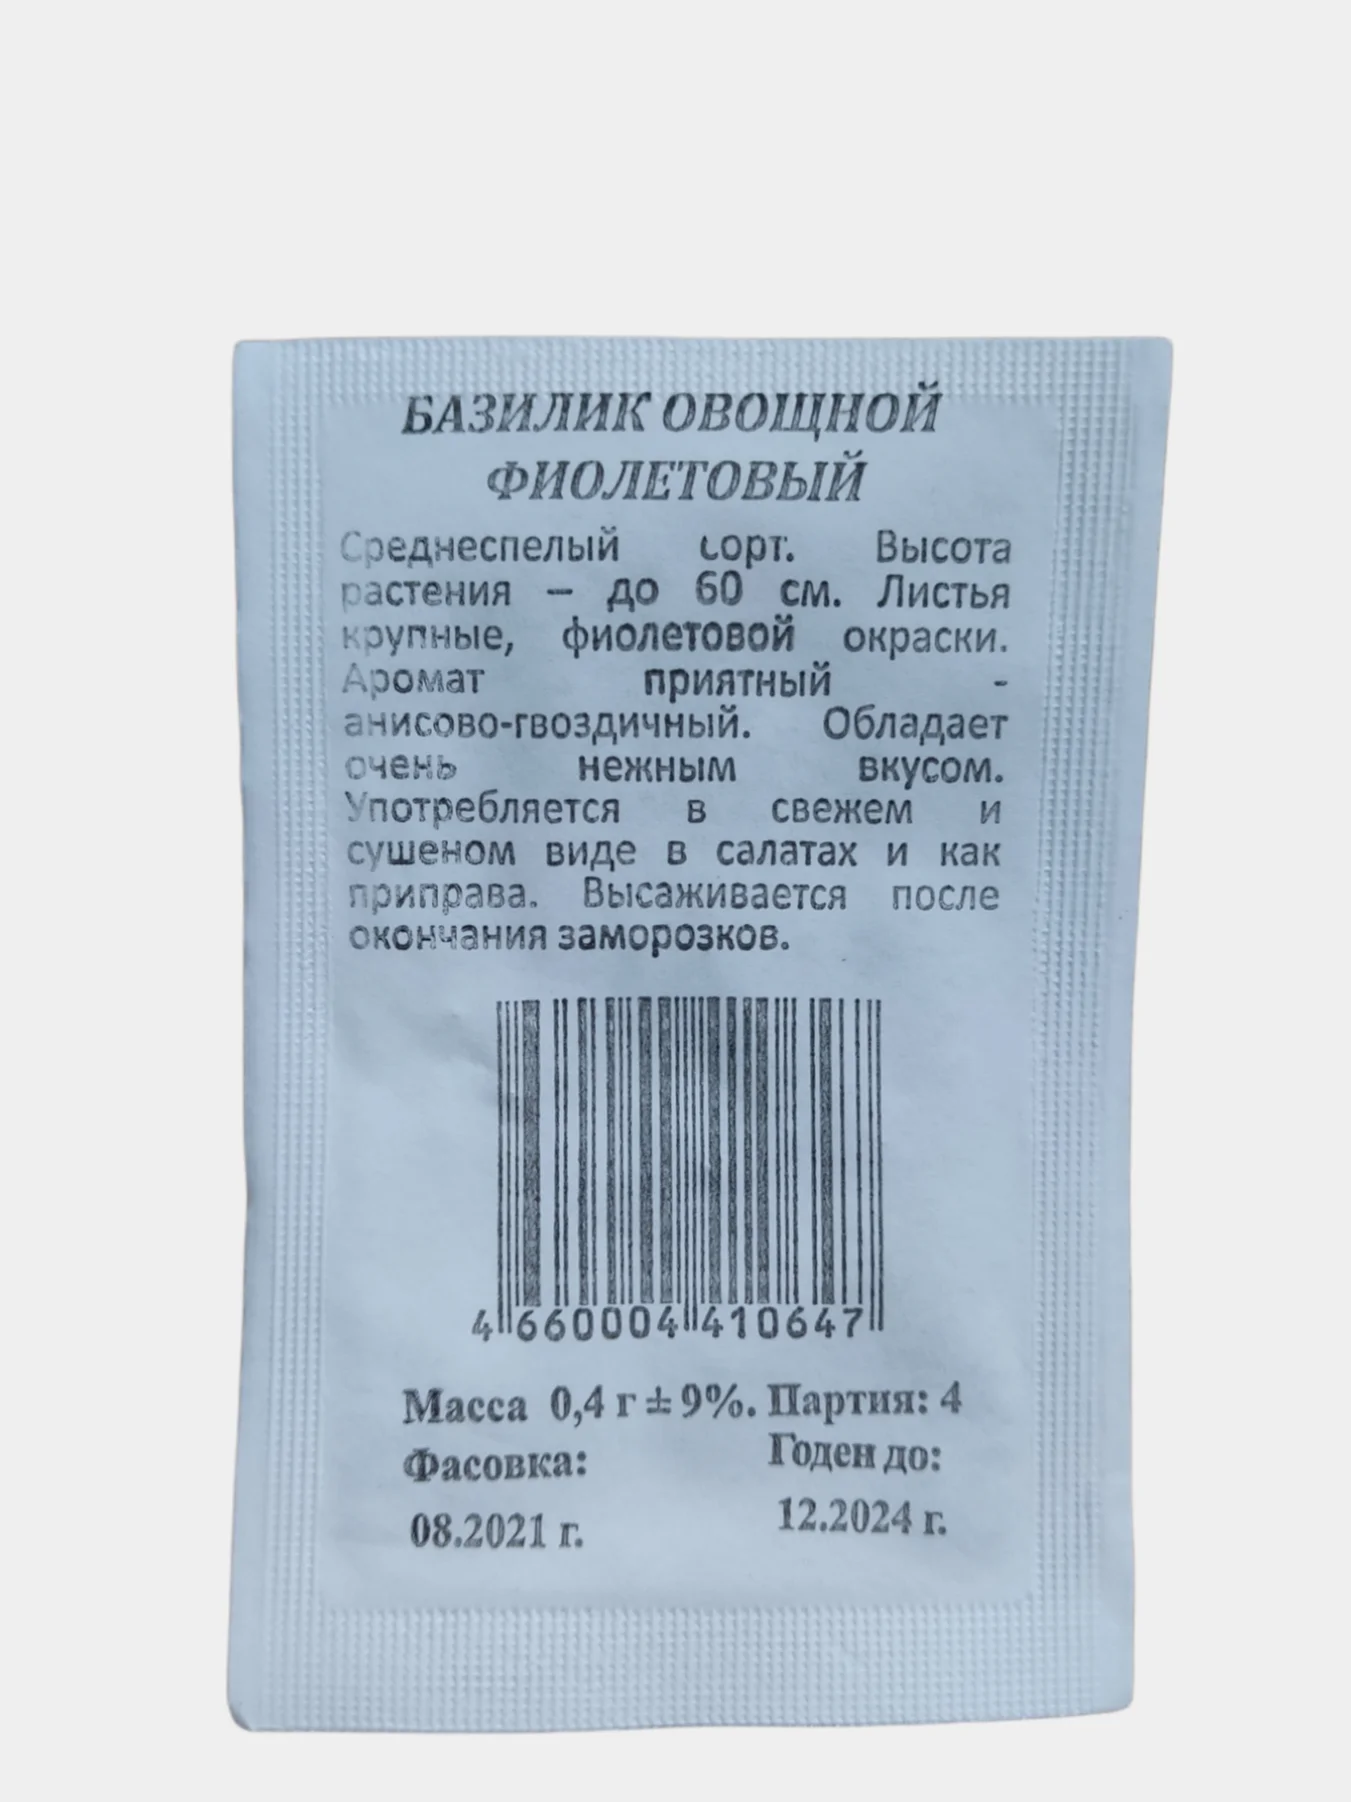 БАЗИЛИК ОВОЩНОЙ
ФИОЛЕТОВЫЙ
Среднеспелый сорт. Высота
растения – до 60 см. Листья
крупные, фиолетовой окраски.
Аромат приятный -
анисово-гвоздичный. Обладает
очень нежным вкусом.
Употребляется в свежем и
сушеном виде в салатах и как
приправа. Высаживается после
окончания заморозков.
4 660004 410647
Масса 0,4 г ± 9%. Партия: 4
Фасовка: Годен до:
08.2021 г. 12.2024 г.